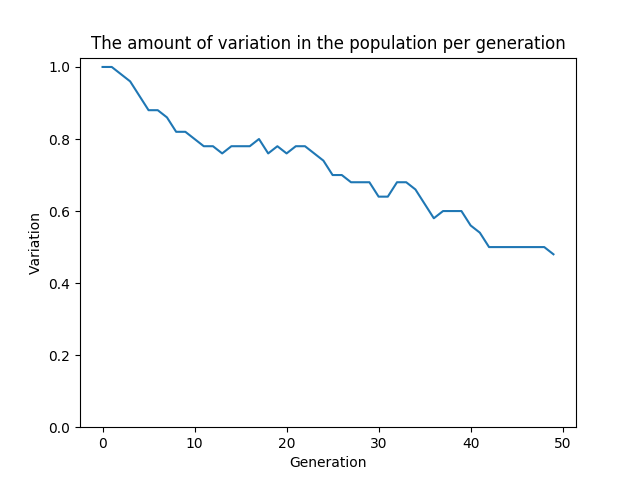 The amount of variation in the population per generation
1.0
0.8
0.6
0.4
0.2
0.0
Variation
0 10 20 30 40 50
Generation